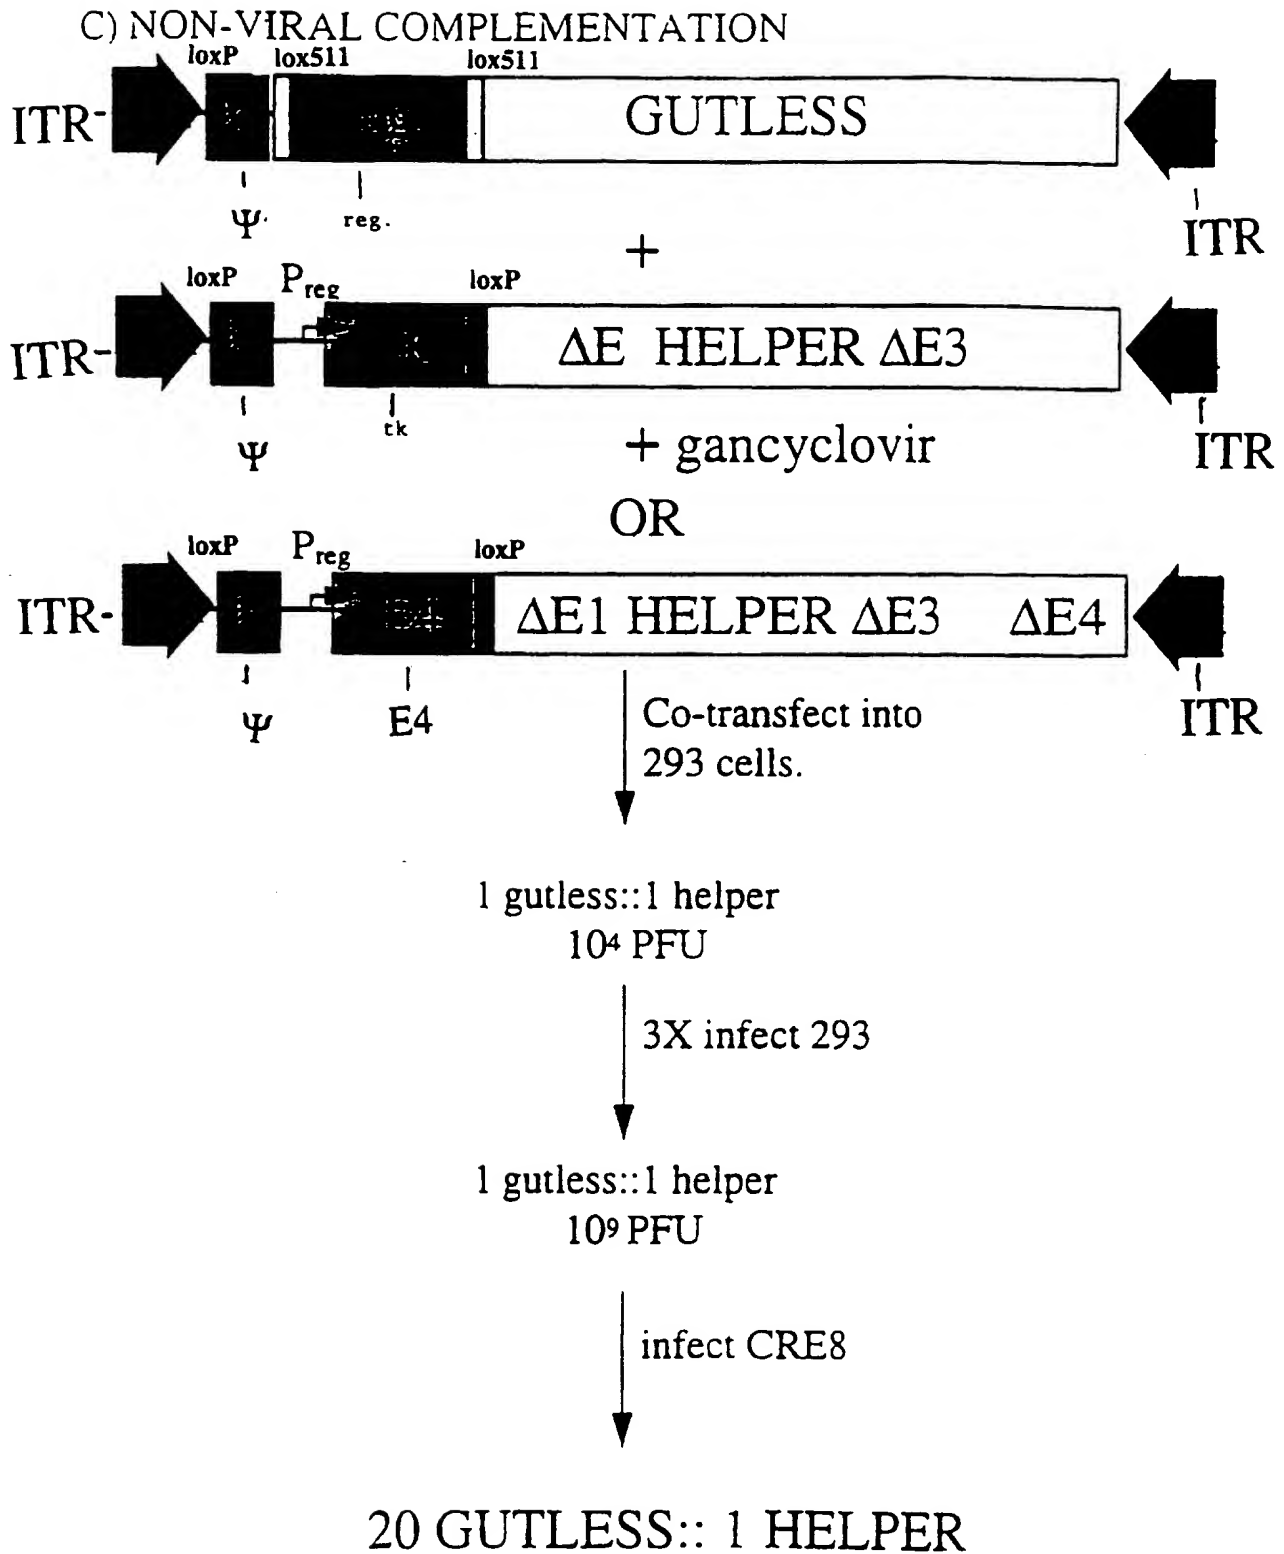 C) NON-VIRAL COMPLEMENTATION
loxP lox511 lox511
ITR- GUTLESS
Ψ. reg. ITR
+
loxP Preg loxP
ITR- ΔE HELPER ΔE3
Ψ tk ITR
+ gancyclovir
OR
loxP Preg loxP
ITR- ΔE1 HELPER ΔE3 ΔE4
Ψ E4 ITR
Co-transfect into
293 cells.
1 gutless::1 helper
10⁴ PFU
3X infect 293
1 gutless::1 helper
10⁹ PFU
infect CRE8
20 GUTLESS:: 1 HELPER